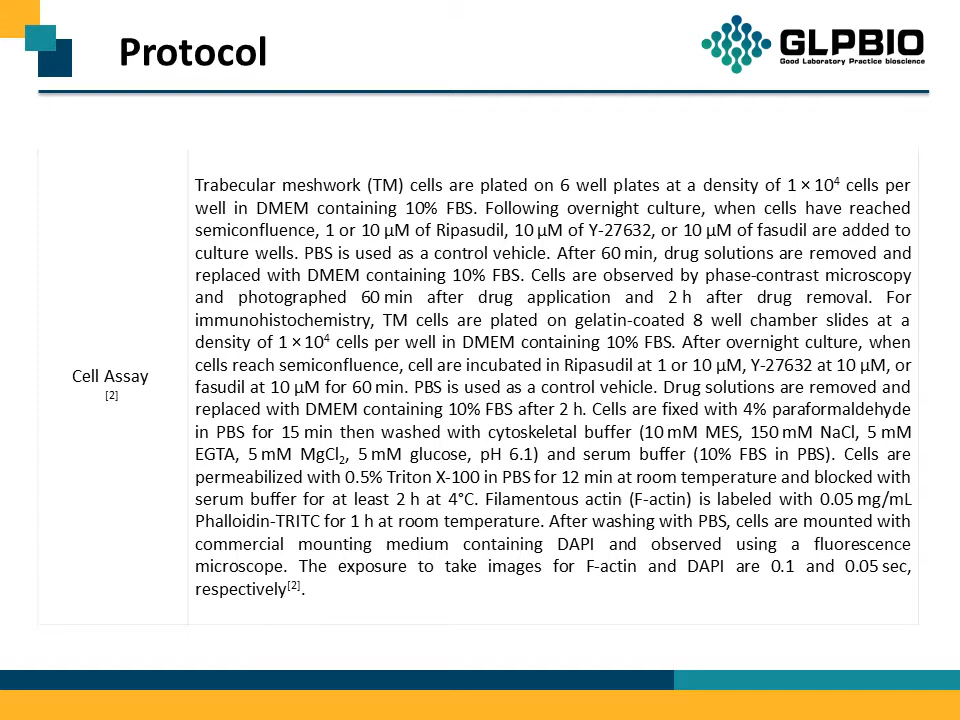 Protocol
GLPBIO
Good Laboratory Practice bioscience
Cell Assay
[2]
Trabecular meshwork (TM) cells are plated on 6 well plates at a density of 1 × 10⁴ cells per
well in DMEM containing 10% FBS. Following overnight culture, when cells have reached
semiconfluence, 1 or 10 μM of Ripasudil, 10 μM of Y-27632, or 10 μM of fasudil are added to
culture wells. PBS is used as a control vehicle. After 60 min, drug solutions are removed and
replaced with DMEM containing 10% FBS. Cells are observed by phase-contrast microscopy
and photographed 60 min after drug application and 2 h after drug removal. For
immunohistochemistry, TM cells are plated on gelatin-coated 8 well chamber slides at a
density of 1 × 10⁴ cells per well in DMEM containing 10% FBS. After overnight culture, when
cells reach semiconfluence, cell are incubated in Ripasudil at 1 or 10 μM, Y-27632 at 10 μM, or
fasudil at 10 μM for 60 min. PBS is used as a control vehicle. Drug solutions are removed and
replaced with DMEM containing 10% FBS after 2 h. Cells are fixed with 4% paraformaldehyde
in PBS for 15 min then washed with cytoskeletal buffer (10 mM MES, 150 mM NaCl, 5 mM
EGTA, 5 mM MgCl₂, 5 mM glucose, pH 6.1) and serum buffer (10% FBS in PBS). Cells are
permeabilized with 0.5% Triton X-100 in PBS for 12 min at room temperature and blocked with
serum buffer for at least 2 h at 4°C. Filamentous actin (F-actin) is labeled with 0.05 mg/mL
Phalloidin-TRITC for 1 h at room temperature. After washing with PBS, cells are mounted with
commercial mounting medium containing DAPI and observed using a fluorescence
microscope. The exposure to take images for F-actin and DAPI are 0.1 and 0.05 sec,
respectively[2].